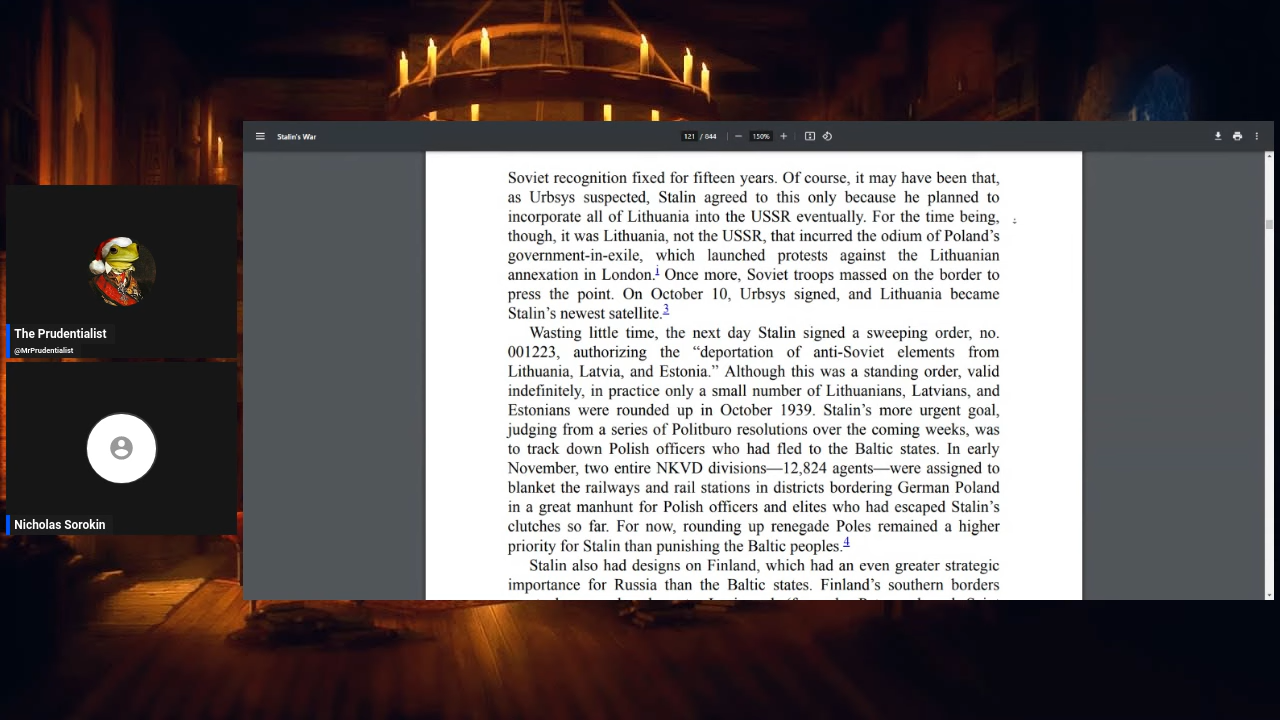 Stalin's War
121 / 844
150%
Soviet recognition fixed for fifteen years. Of course, it may have been that,
as Urbsys suspected, Stalin agreed to this only because he planned to
incorporate all of Lithuania into the USSR eventually. For the time being,
though, it was Lithuania, not the USSR, that incurred the odium of Poland's
government-in-exile, which launched protests against the Lithuanian
annexation in London.i Once more, Soviet troops massed on the border to
press the point. On October 10, Urbsys signed, and Lithuania became
Stalin's newest satellite.3
Wasting little time, the next day Stalin signed a sweeping order, no.
001223, authorizing the “deportation of anti-Soviet elements from
Lithuania, Latvia, and Estonia.” Although this was a standing order, valid
indefinitely, in practice only a small number of Lithuanians, Latvians, and
Estonians were rounded up in October 1939. Stalin's more urgent goal,
judging from a series of Politburo resolutions over the coming weeks, was
to track down Polish officers who had fled to the Baltic states. In early
November, two entire NKVD divisions—12,824 agents—were assigned to
blanket the railways and rail stations in districts bordering German Poland
in a great manhunt for Polish officers and elites who had escaped Stalin's
clutches so far. For now, rounding up renegade Poles remained a higher
priority for Stalin than punishing the Baltic peoples.4
Stalin also had designs on Finland, which had an even greater strategic
importance for Russia than the Baltic states. Finland's southern borders
The Prudentialist
@MrPrudentialist
Nicholas Sorokin